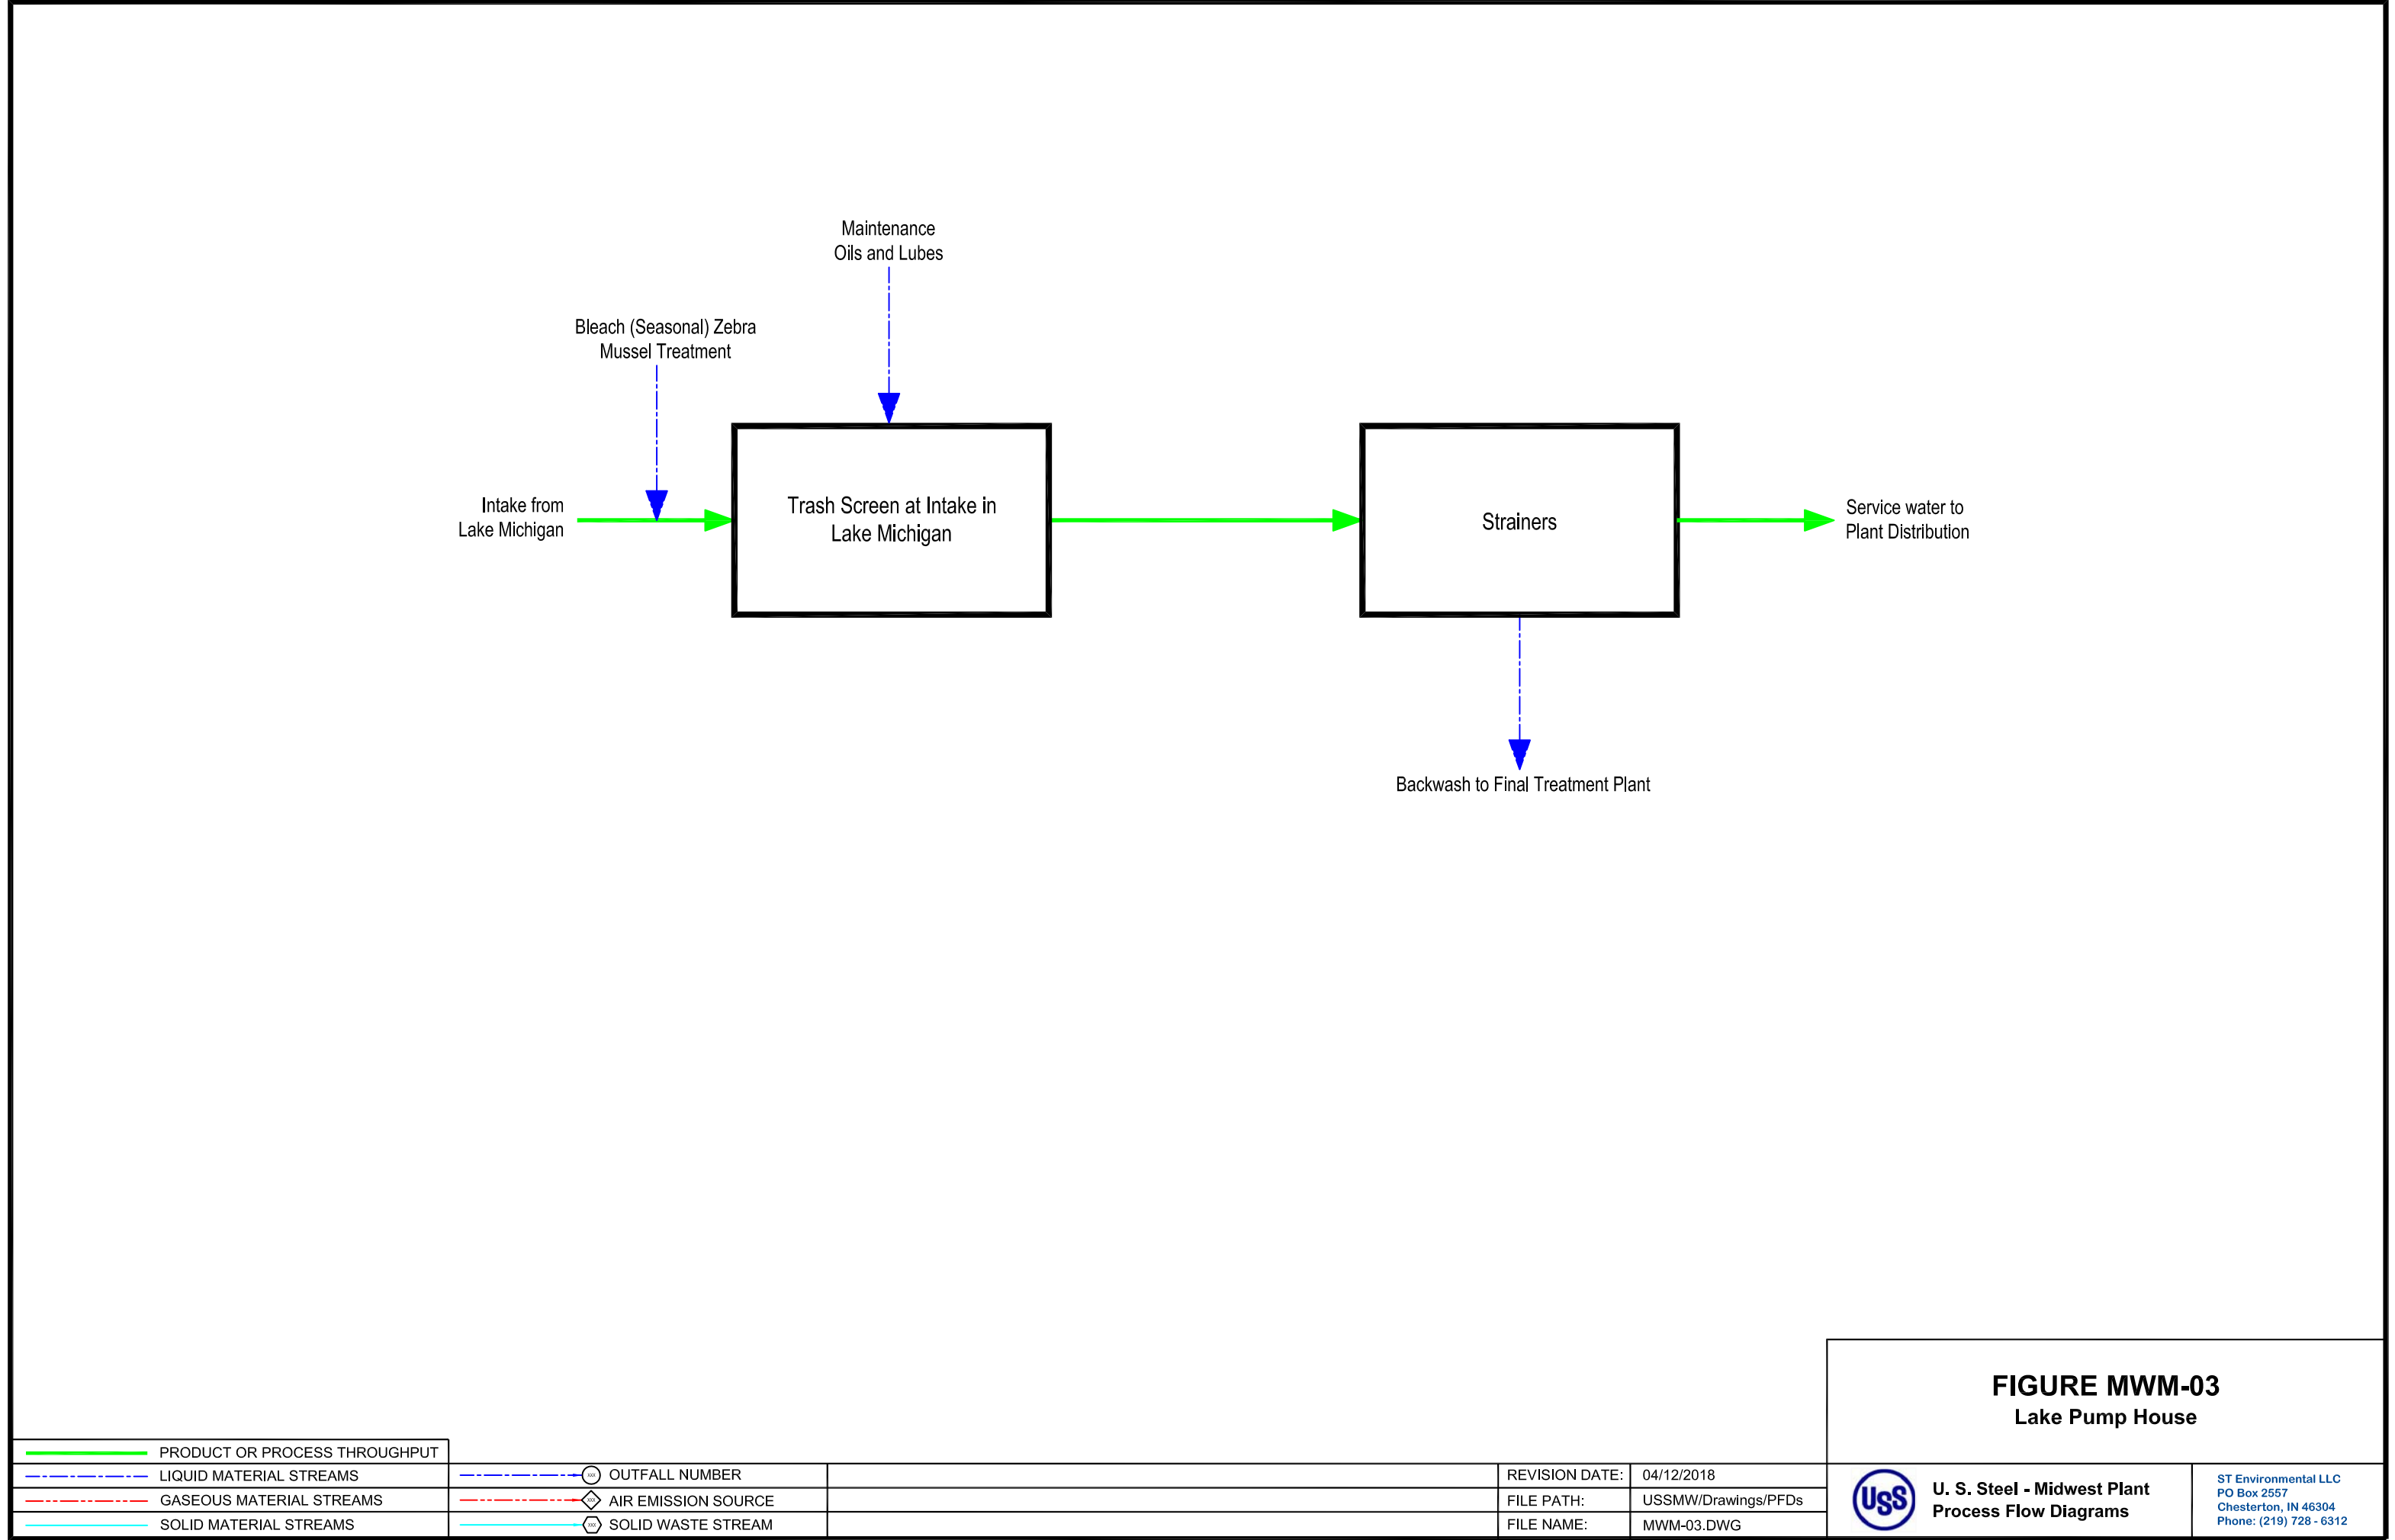 Maintenance
Oils and Lubes
Bleach (Seasonal) Zebra
Mussel Treatment
Intake from
Lake Michigan
Trash Screen at Intake in
Lake Michigan
Strainers
Service water to
Plant Distribution
Backwash to Final Treatment Plant
FIGURE MWM-03
Lake Pump House
PRODUCT OR PROCESS THROUGHPUT
LIQUID MATERIAL STREAMS
XXX OUTFALL NUMBER
GASEOUS MATERIAL STREAMS
XXX AIR EMISSION SOURCE
SOLID MATERIAL STREAMS
XXX SOLID WASTE STREAM
REVISION DATE: 04/12/2018
FILE PATH: USSMW/Drawings/PFDs
FILE NAME: MWM-03.DWG
USS
U. S. Steel - Midwest Plant
Process Flow Diagrams
ST Environmental LLC
PO Box 2557
Chesterton, IN 46304
Phone: (219) 728 - 6312